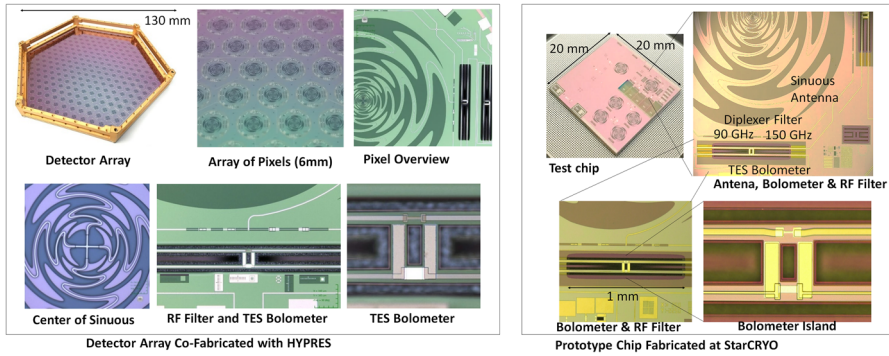 130 mm
Detector Array
Array of Pixels (6mm)
Pixel Overview
Center of Sinuous
RF Filter and TES Bolometer
TES Bolometer
Detector Array Co-Fabricated with HYPRES
20 mm
20 mm
Test chip
Sinuous
Antenna
Diplexer Filter
90 GHz
150 GHz
TES Bolometer
Antena, Bolometer & RF Filter
1 mm
Bolometer & RF Filter
Bolometer Island
Prototype Chip Fabricated at StarCRYO